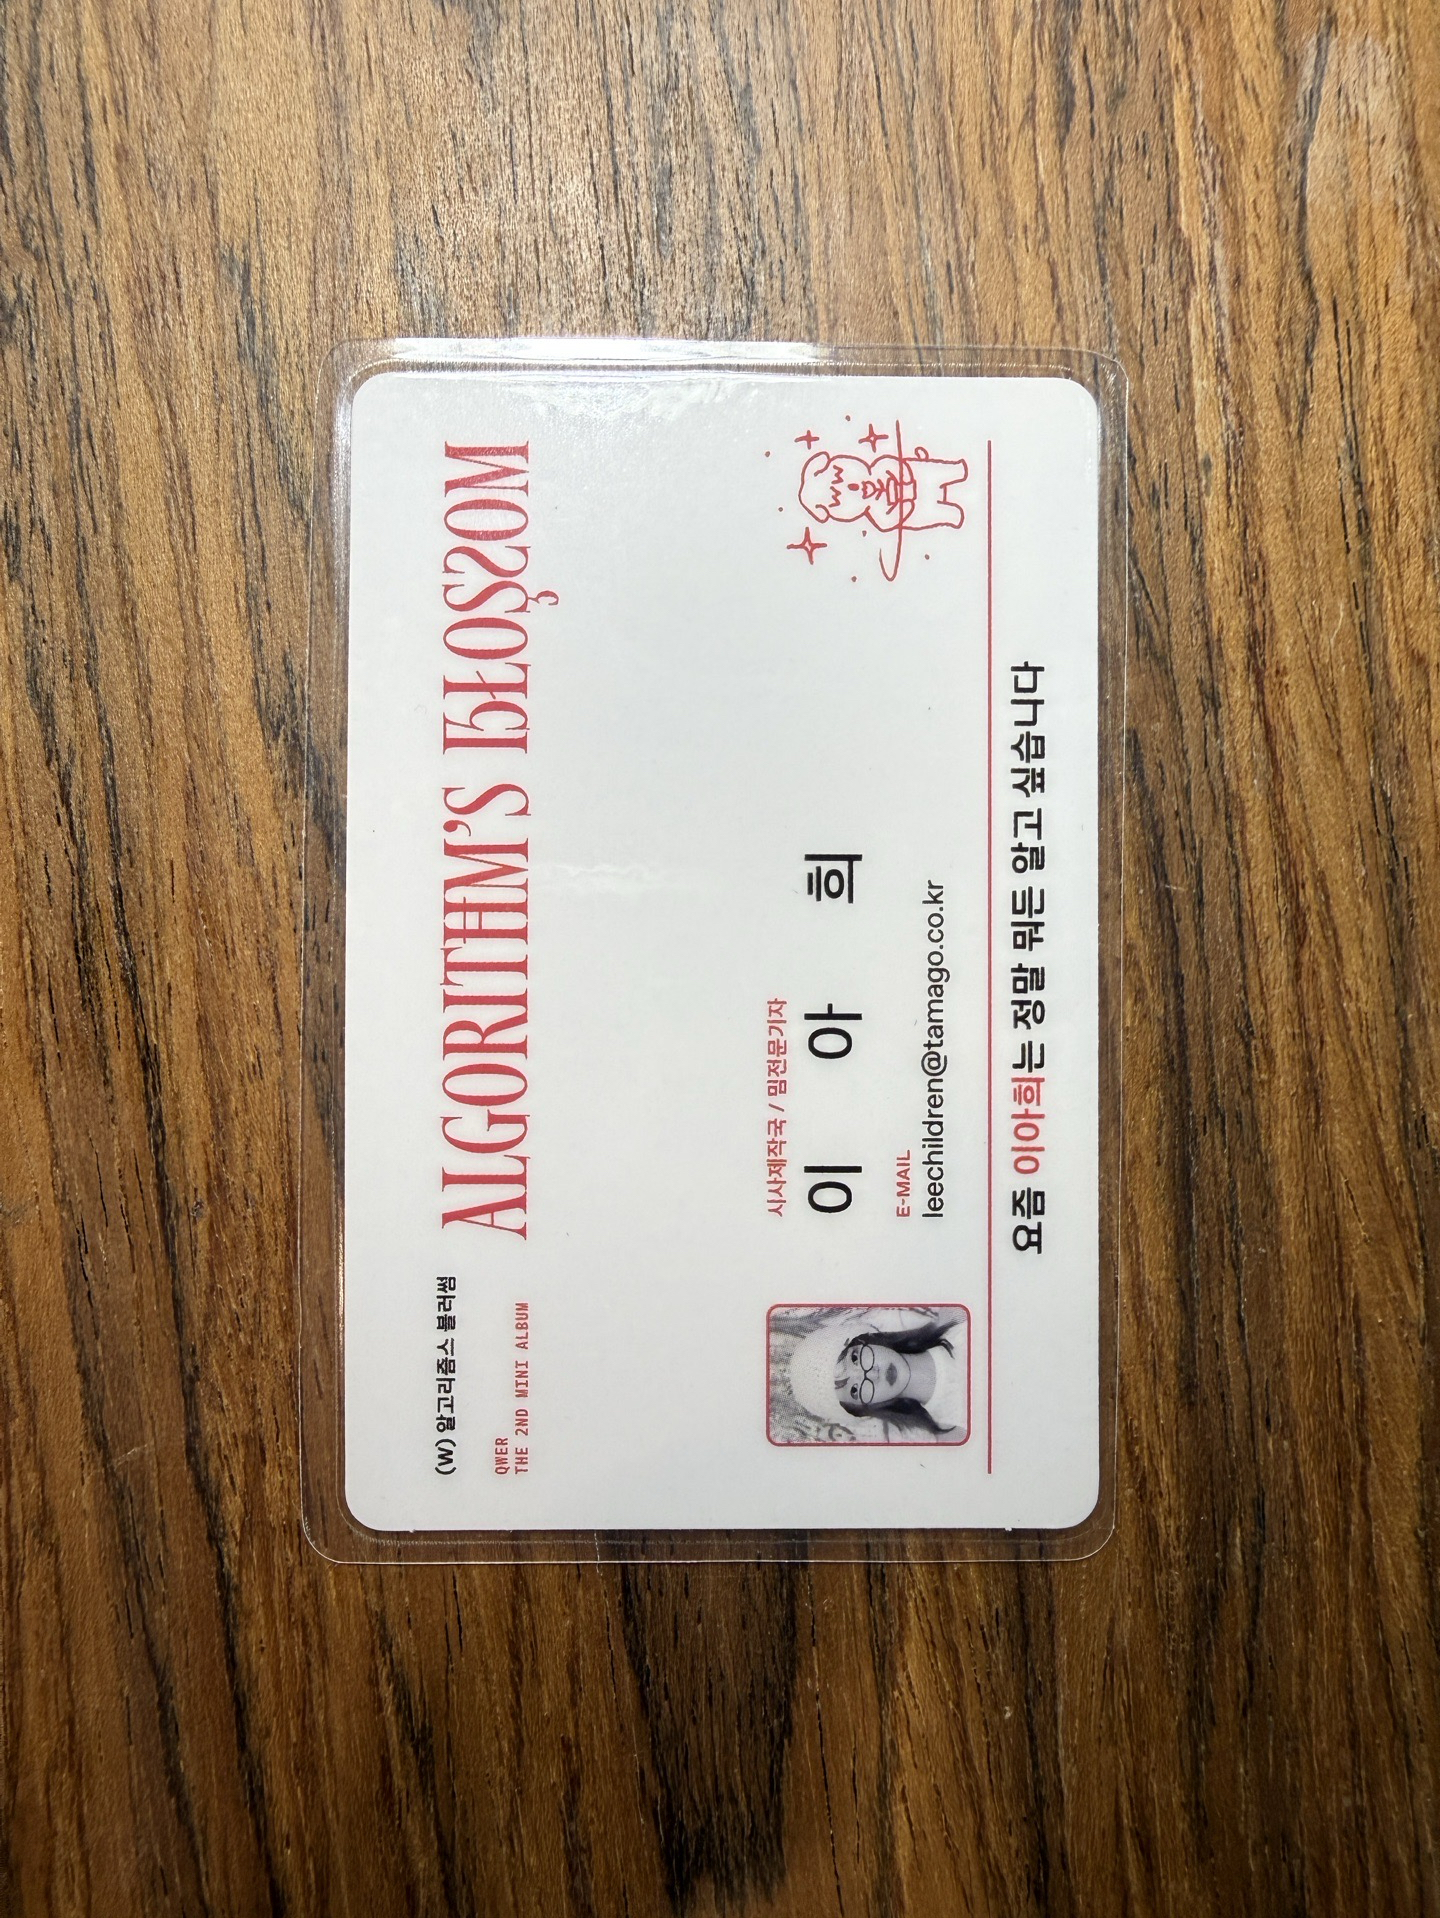 (W) 알고리즘스 블러썸
QWER
THE 2ND MINI ALBUM
ALGORITHM'S BLOSSOM
시사제작국 / 밈전문기자
이 아 희
E-MAIL
leechildren@tamago.co.kr
요즘 이아희는 정말 뭐든 알고 싶습니다